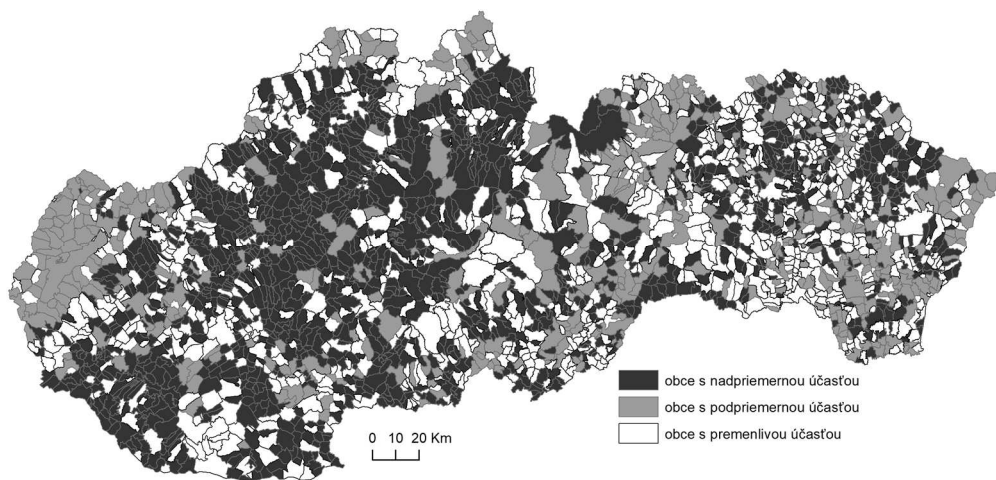 obce s nadpriemernou účasťou
obce s podpriemernou účasťou
obce s premenlivou účasťou
0 10 20 Km